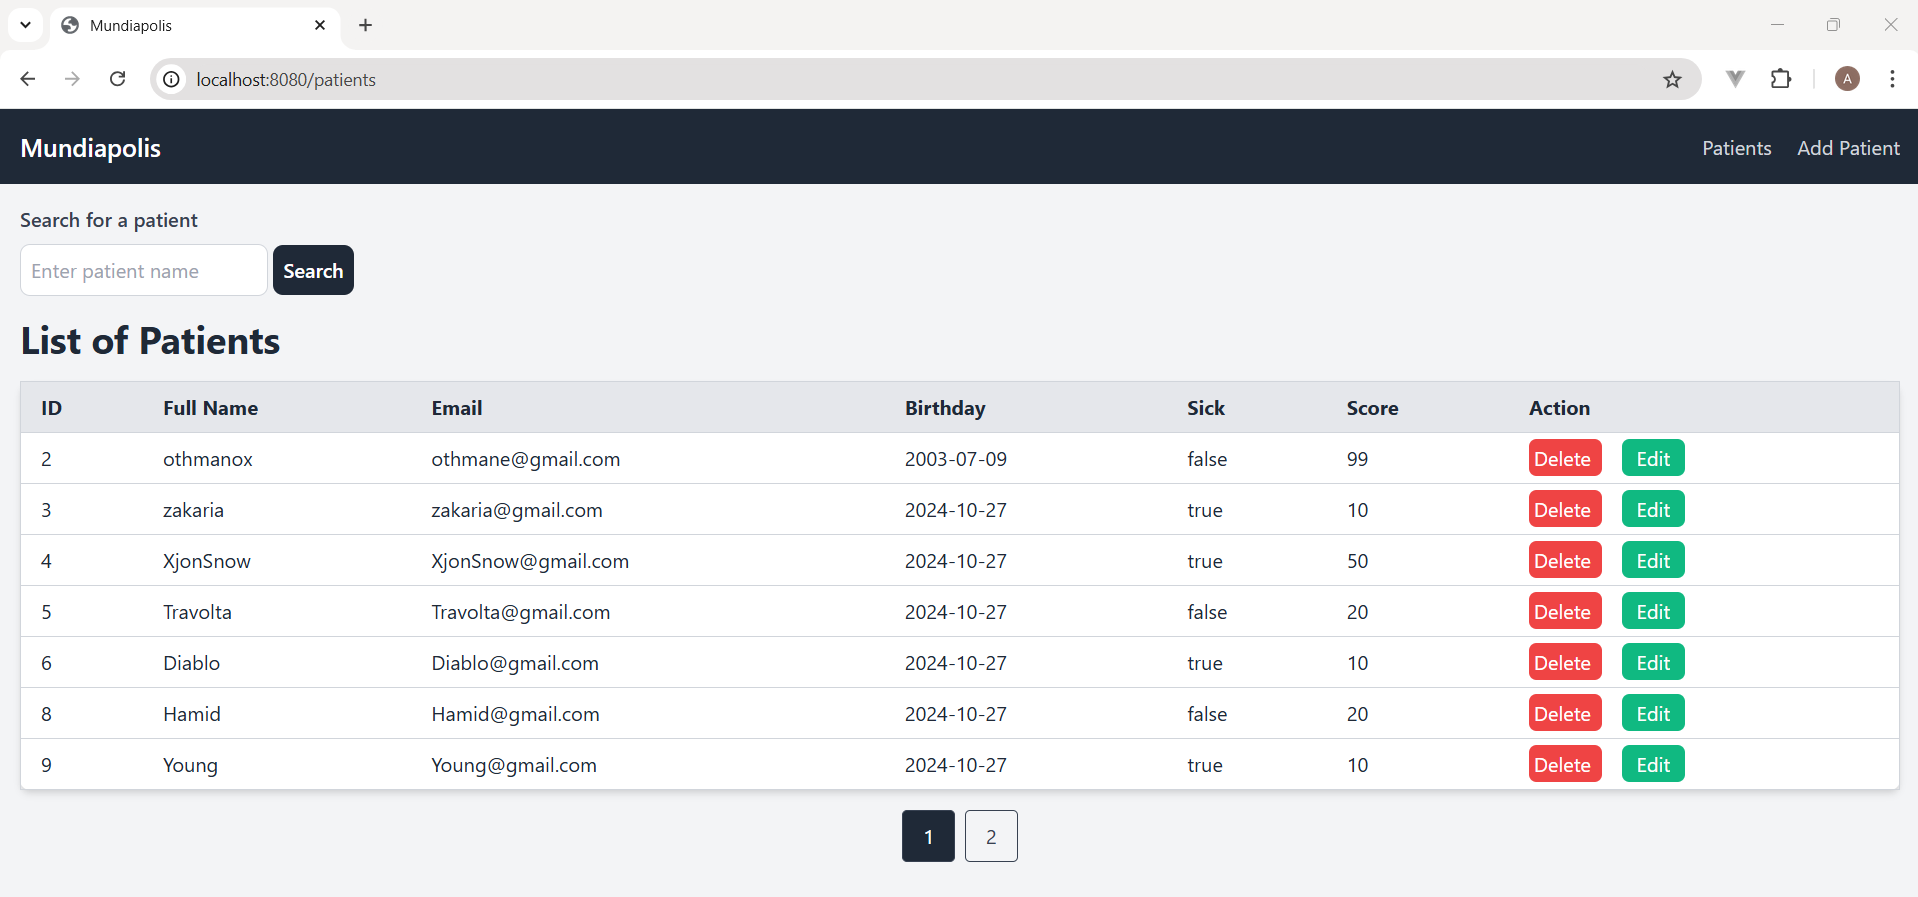 Mundiapolis
localhost:8080/patients
A
Mundiapolis Patients Add Patient
Search for a patient
Enter patient name Search
List of Patients
ID Full Name Email Birthday Sick Score Action
2 othmanox othmane@gmail.com 2003-07-09 false 99 Delete Edit
3 zakaria zakaria@gmail.com 2024-10-27 true 10 Delete Edit
4 XjonSnow XjonSnow@gmail.com 2024-10-27 true 50 Delete Edit
5 Travolta Travolta@gmail.com 2024-10-27 false 20 Delete Edit
6 Diablo Diablo@gmail.com 2024-10-27 true 10 Delete Edit
8 Hamid Hamid@gmail.com 2024-10-27 false 20 Delete Edit
9 Young Young@gmail.com 2024-10-27 true 10 Delete Edit
1 2